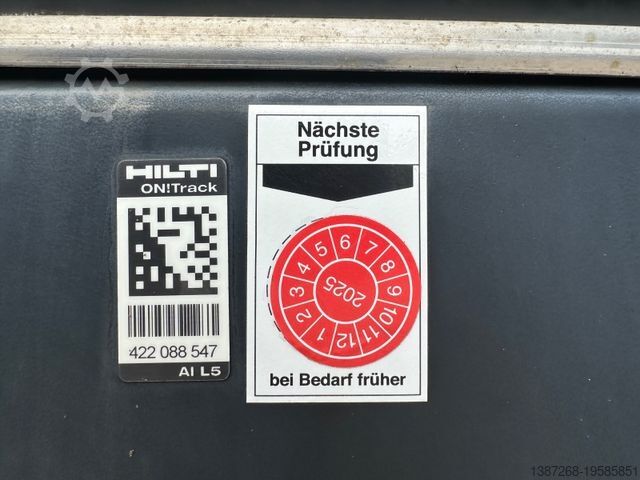 HILTI
ON!Track
422 088 547
AI L5
Nächste
Prüfung
1 2 3 4 5 6 7 8 9 10 11 12
2025
bei Bedarf früher
1387268-19585851